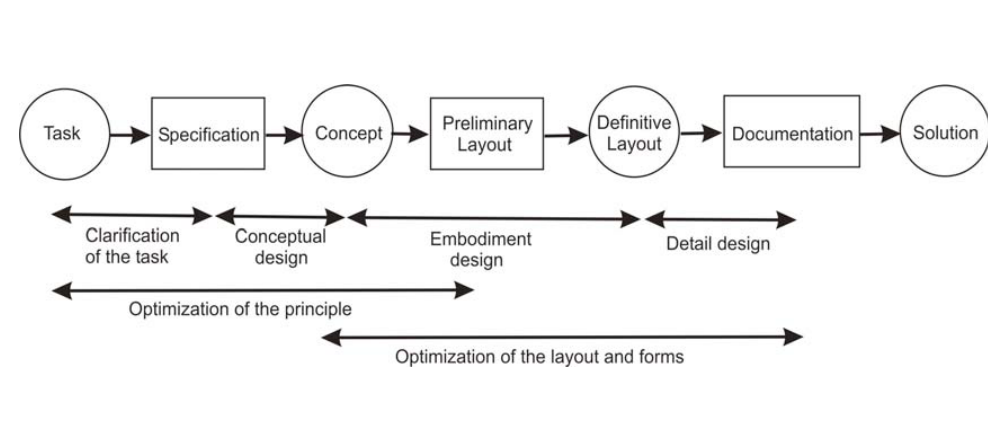 Task
Specification
Concept
Preliminary
Layout
Definitive
Layout
Documentation
Solution
Clarification
of the task
Conceptual
design
Embodiment
design
Detail design
Optimization of the principle
Optimization of the layout and forms